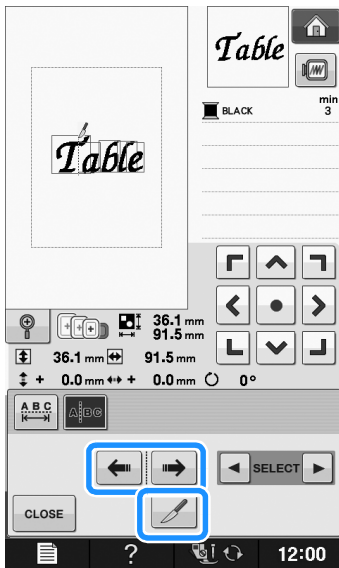 Table
BLACK
min
3
Table
36.1 mm
91.5 mm
36.1 mm 91.5 mm
+ 0.0 mm + 0.0 mm 0°
ABC A BC
SELECT
CLOSE
? 12:00